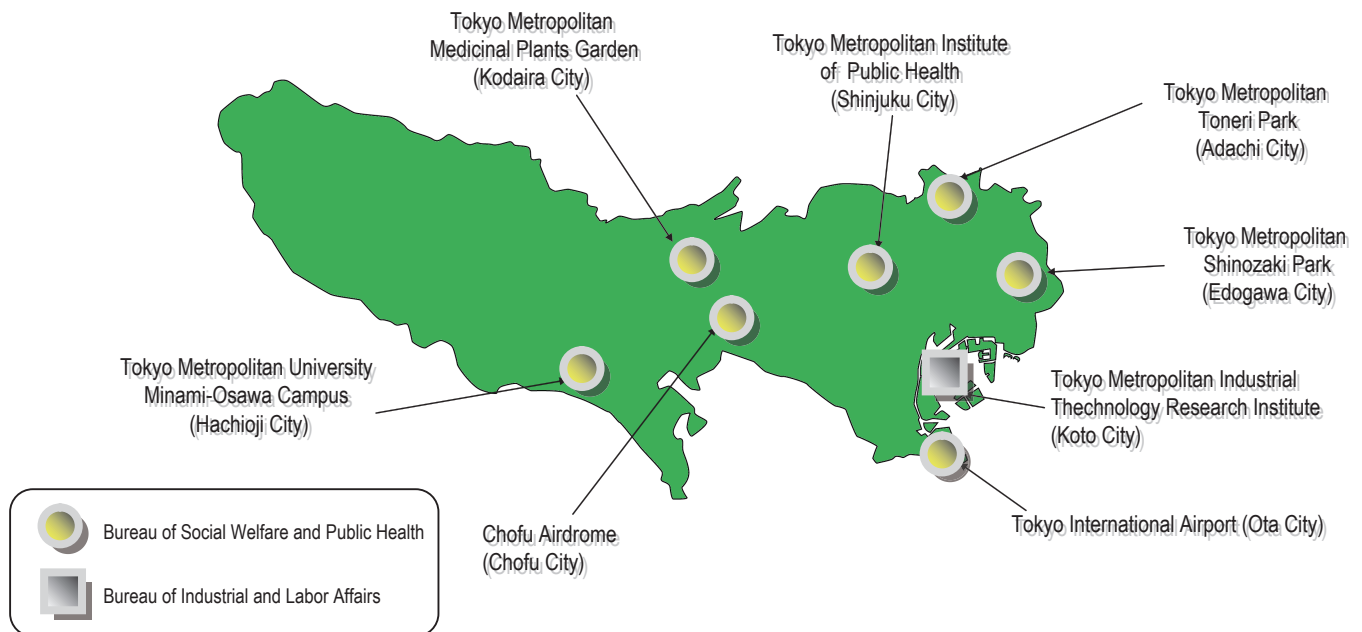 Tokyo Metropolitan
Medicinal Plants Garden
(Kodaira City)
Tokyo Metropolitan Institute
of Public Health
(Shinjuku City)
Tokyo Metropolitan
Toneri Park
(Adachi City)
Tokyo Metropolitan
Shinozaki Park
(Edogawa City)
Tokyo Metropolitan University
Minami-Osawa Campus
(Hachioji City)
Tokyo Metropolitan Industrial
Thechnology Research Institute
(Koto City)
Chofu Airdrome
(Chofu City)
Tokyo International Airport (Ota City)
Bureau of Social Welfare and Public Health
Bureau of Industrial and Labor Affairs